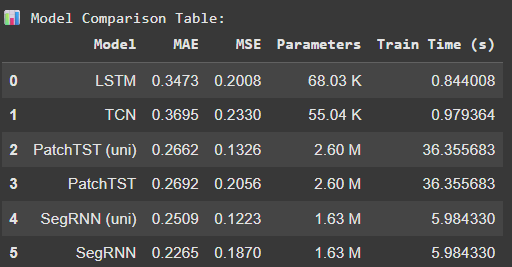 📊 Model Comparison Table:
Model MAE MSE Parameters Train Time (s)
0 LSTM 0.3473 0.2008 68.03 K 0.844008
1 TCN 0.3695 0.2330 55.04 K 0.979364
2 PatchTST (uni) 0.2662 0.1326 2.60 M 36.355683
3 PatchTST 0.2692 0.2056 2.60 M 36.355683
4 SegRNN (uni) 0.2509 0.1223 1.63 M 5.984330
5 SegRNN 0.2265 0.1870 1.63 M 5.984330